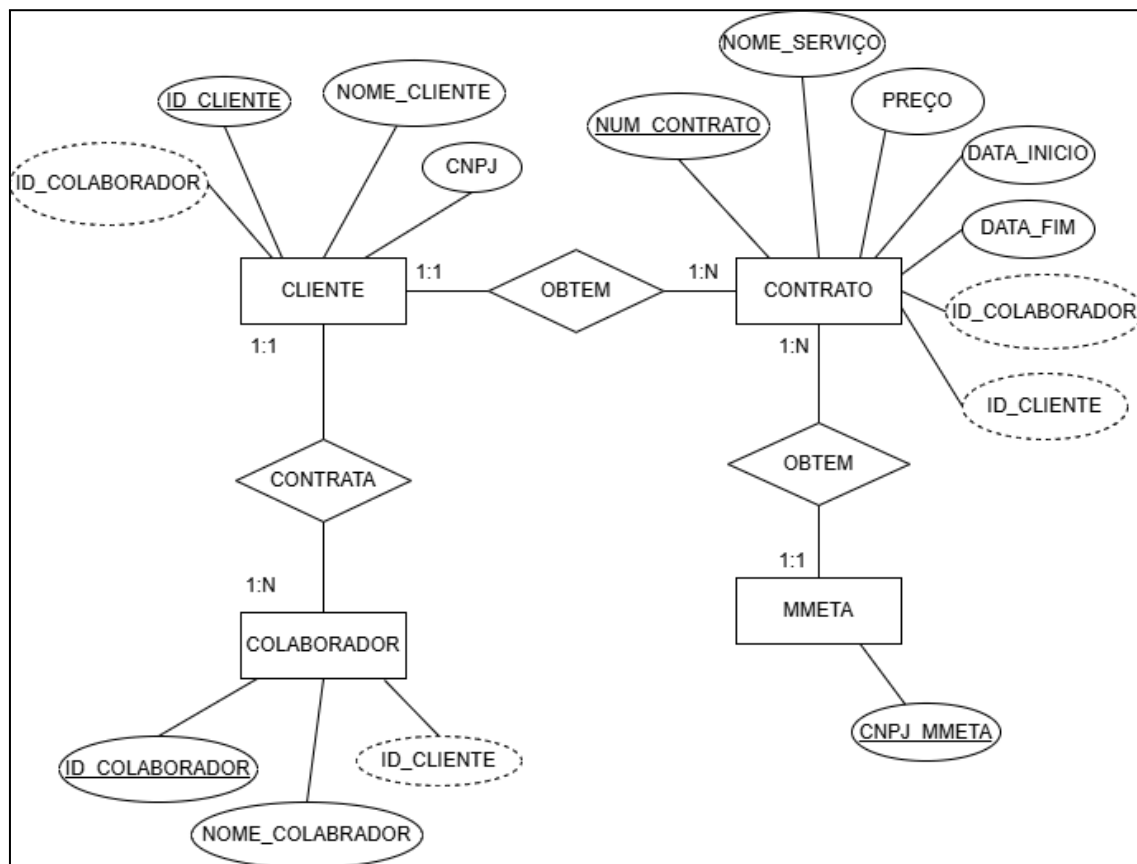 NOME_SERVIÇO
ID_CLIENTE
NOME_CLIENTE
PREÇO
NUM_CONTRATO
ID_COLABORADOR
CNPJ
DATA_INICIO
DATA_FIM
1:1
1:N
CLIENTE
OBTEM
CONTRATO
ID_COLABORADOR
1:1
1:N
ID_CLIENTE
OBTEM
CONTRATA
1:1
1:N
MMETA
COLABORADOR
CNPJ_MMETA
ID_CLIENTE
ID_COLABORADOR
NOME_COLABRADOR